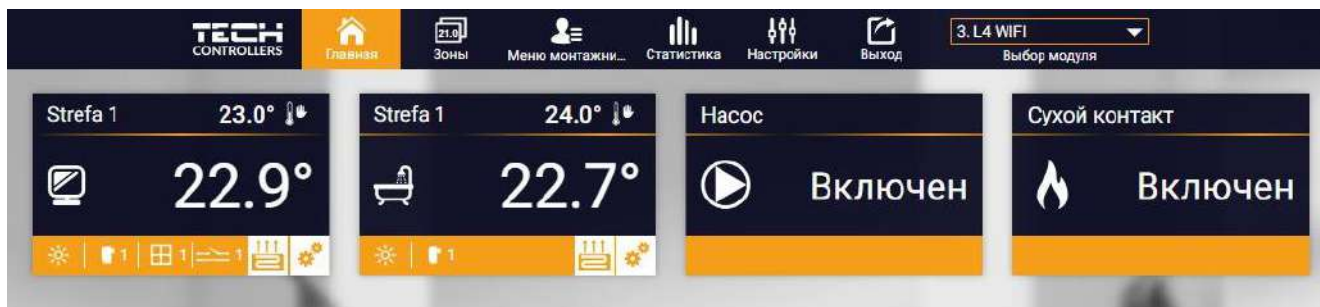 TECH
CONTROLLERS
Главная
21.0
Зоны
Меню монтажни...
Статистика
Настройки
Выход
3. L4 WIFI
Выбор модуля
Strefa 1 23.0°
22.9°
1 1 1
Strefa 1 24.0°
22.7°
1
Насос
Включен
Сухой контакт
Включен